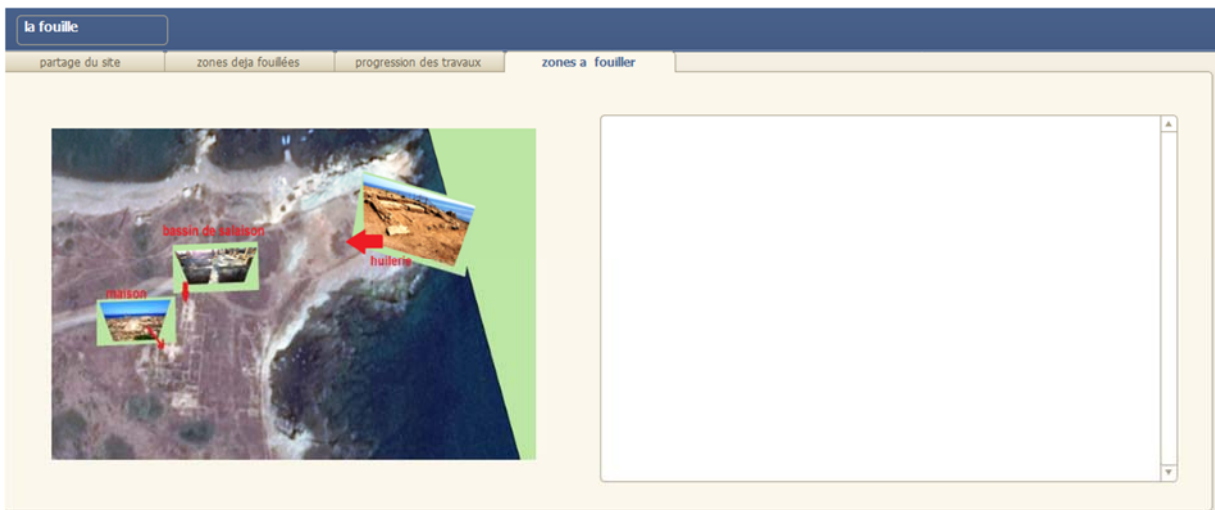 la fouille
partage du site
zones deja fouillées
progression des travaux
zones a fouiller
bassin de salaison
huilerie
maison